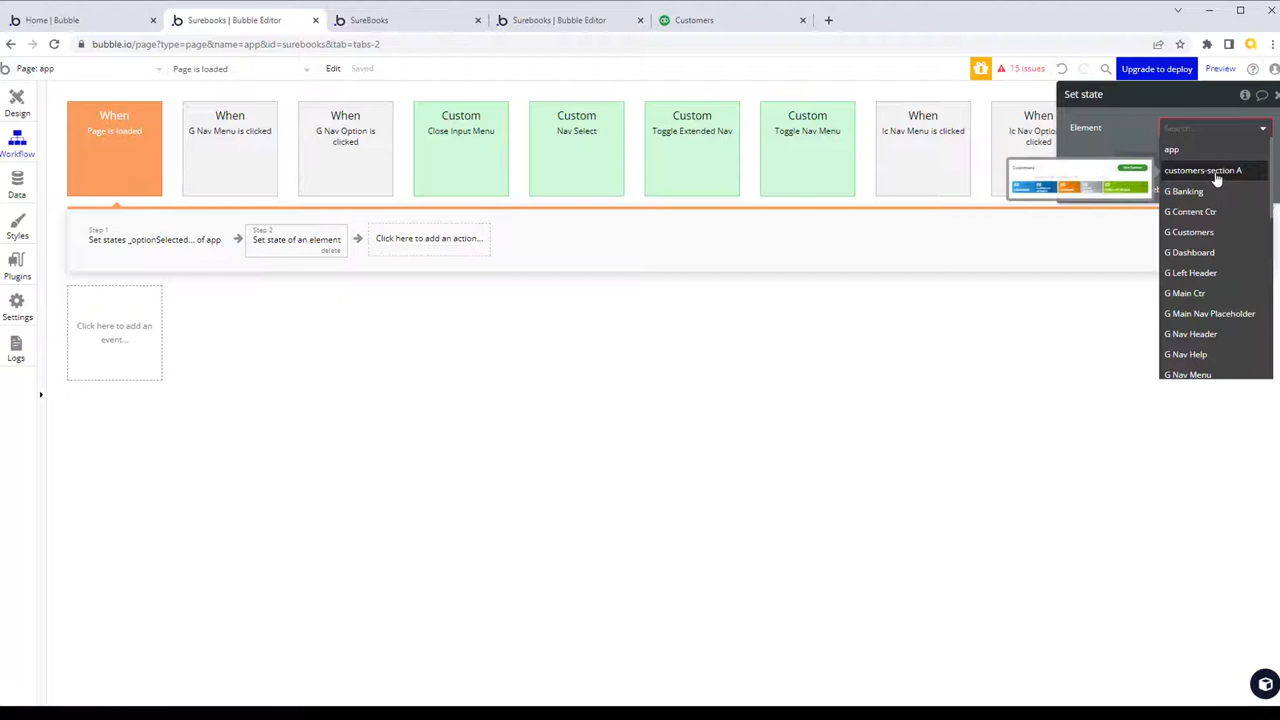 Home | Bubble
Surebooks | Bubble Editor
SureBooks
Surebooks | Bubble Editor
Customers
bubble.io/page?type=page&name=app&id=surebooks&tab=tabs-2
Page: app
Page is loaded
Edit
Saved
15 issues
Upgrade to deploy
Preview
Design
Workflow
Data
Styles
Plugins
Settings
Logs
When
Page is loaded
When
G Nav Menu is clicked
When
G Nav Option is
clicked
Custom
Close Input Menu
Custom
Nav Select
Custom
Toggle Extended Nav
Custom
Toggle Nav Menu
When
Ic Nav Menu is clicked
When
Ic Nav Option is
clicked
Step 1
Set states _optionSelected... of app
Step 2
Set state of an element
delete
Click here to add an action...
Click here to add an
event...
Set state
Element
Search...
app
customers-section A
G Banking
G Content Ctr
G Customers
G Dashboard
G Left Header
G Main Ctr
G Main Nav Placeholder
G Nav Header
G Nav Help
G Nav Menu
Customers